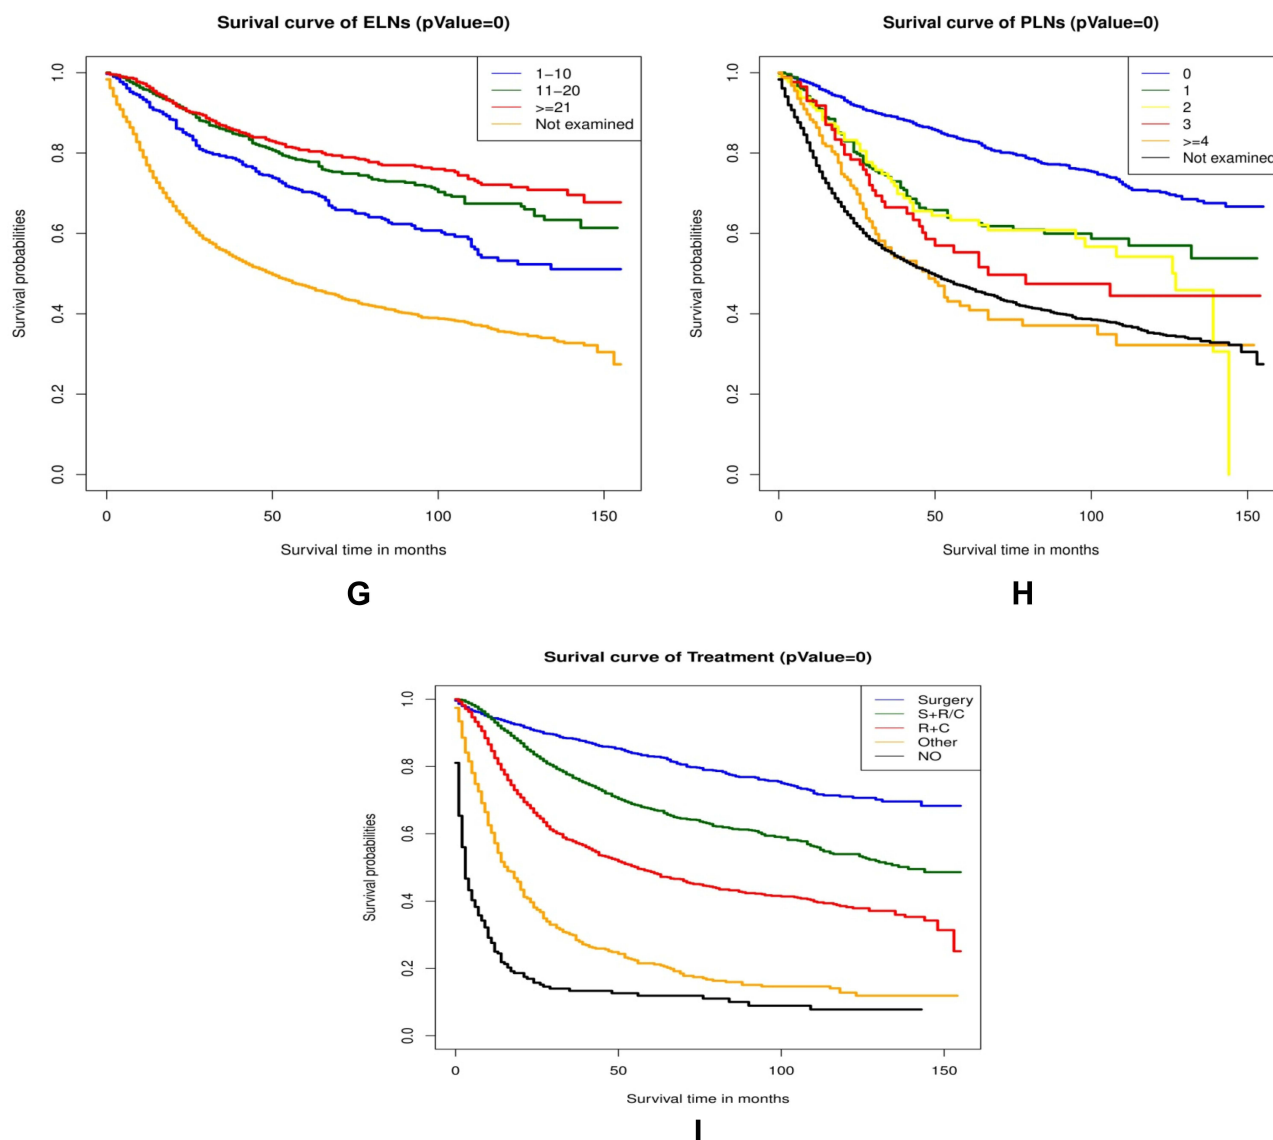 Surival curve of ELNs (pValue=0)
Survival probabilities
1.0
0.8
0.6
0.4
0.2
0.0
1−10
11−20
>=21
Not examined
0 50 100 150
Survival time in months
G
Surival curve of PLNs (pValue=0)
Survival probabilities
1.0
0.8
0.6
0.4
0.2
0.0
0
1
2
3
>=4
Not examined
0 50 100 150
Survival time in months
H
Surival curve of Treatment (pValue=0)
Survival probabilities
1.0
0.8
0.6
0.4
0.2
0.0
Surgery
S+R/C
R+C
Other
NO
0 50 100 150
Survival time in months
I